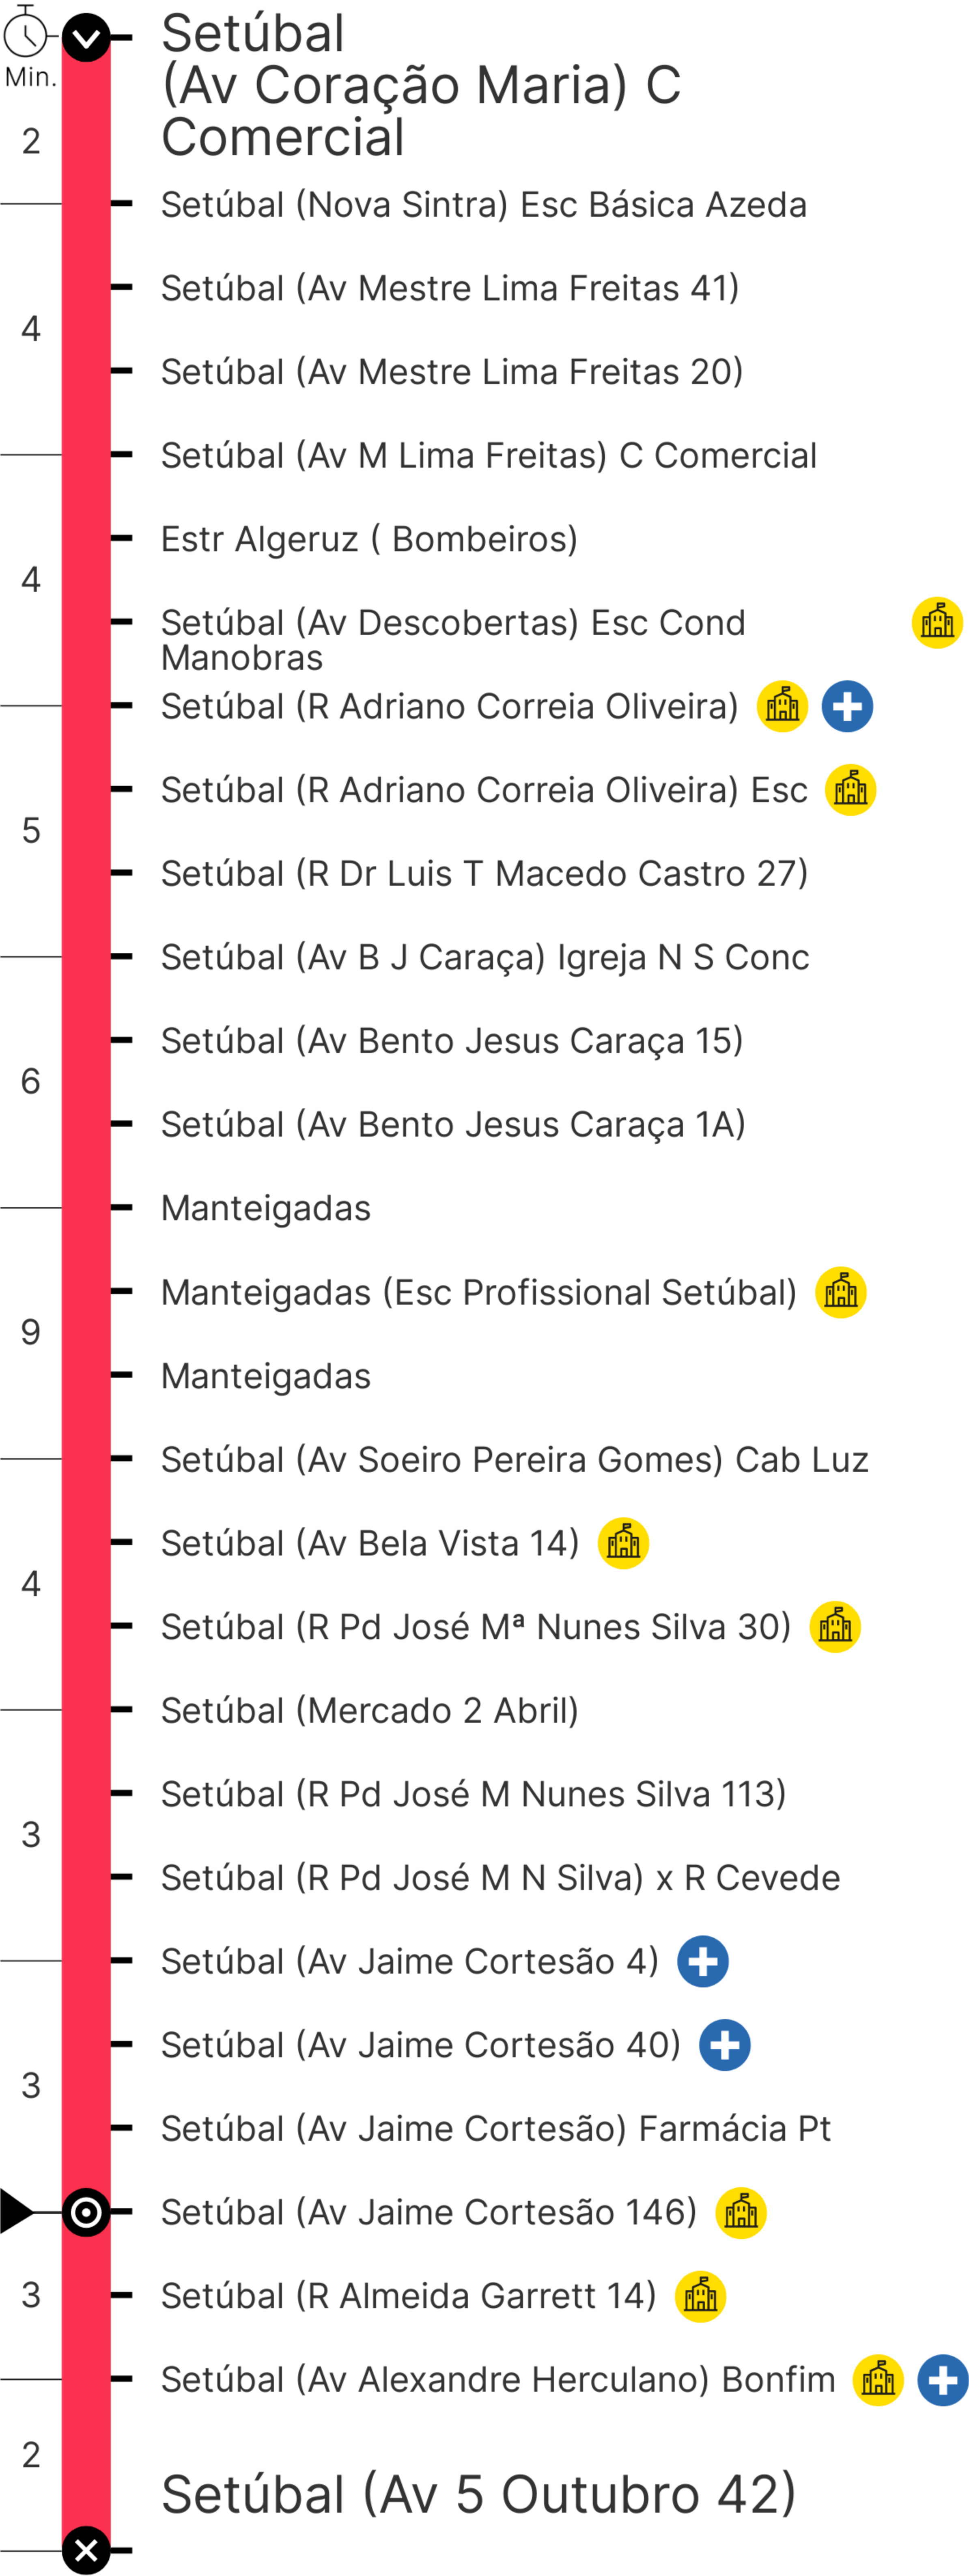 Min.
Setúbal
(Av Coração Maria) C
Comercial
2
Setúbal (Nova Sintra) Esc Básica Azeda
Setúbal (Av Mestre Lima Freitas 41)
4
Setúbal (Av Mestre Lima Freitas 20)
Setúbal (Av M Lima Freitas) C Comercial
Estr Algeruz ( Bombeiros)
4
Setúbal (Av Descobertas) Esc Cond
Manobras
Setúbal (R Adriano Correia Oliveira)
Setúbal (R Adriano Correia Oliveira) Esc
5
Setúbal (R Dr Luis T Macedo Castro 27)
Setúbal (Av B J Caraça) Igreja N S Conc
Setúbal (Av Bento Jesus Caraça 15)
6
Setúbal (Av Bento Jesus Caraça 1A)
Manteigadas
Manteigadas (Esc Profissional Setúbal)
9
Manteigadas
Setúbal (Av Soeiro Pereira Gomes) Cab Luz
Setúbal (Av Bela Vista 14)
4
Setúbal (R Pd José Mª Nunes Silva 30)
Setúbal (Mercado 2 Abril)
Setúbal (R Pd José M Nunes Silva 113)
3
Setúbal (R Pd José M N Silva) x R Cevede
Setúbal (Av Jaime Cortesão 4)
Setúbal (Av Jaime Cortesão 40)
3
Setúbal (Av Jaime Cortesão) Farmácia Pt
Setúbal (Av Jaime Cortesão 146)
3
Setúbal (R Almeida Garrett 14)
Setúbal (Av Alexandre Herculano) Bonfim
2
Setúbal (Av 5 Outubro 42)